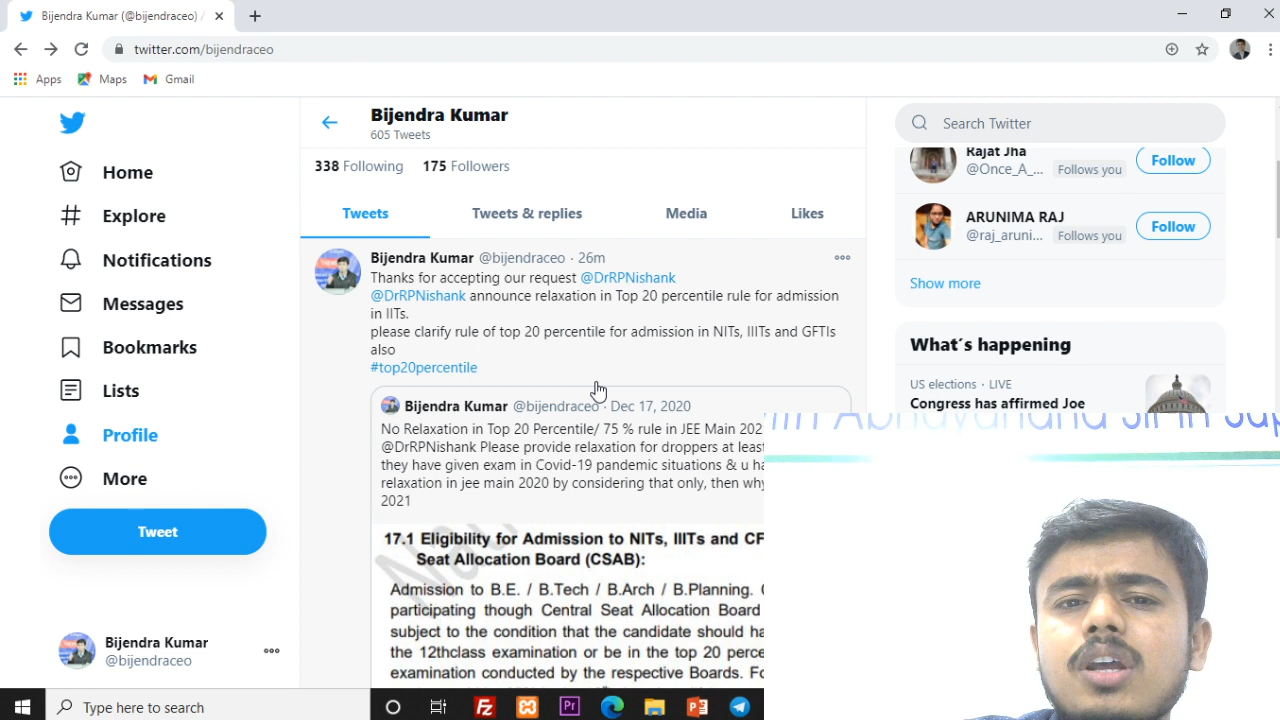 Bijendra Kumar (@bijendraceo) /
twitter.com/bijendraceo
Apps Maps Gmail
Home
Explore
Notifications
Messages
Bookmarks
Lists
Profile
More
Tweet
Bijendra Kumar
@bijendraceo
Bijendra Kumar
605 Tweets
338 Following 175 Followers
Tweets Tweets & replies Media Likes
Bijendra Kumar @bijendraceo · 26m
Thanks for accepting our request @DrRPNishank
@DrRPNishank announce relaxation in Top 20 percentile rule for admission
in IITs.
please clarify rule of top 20 percentile for admission in NITs, IIITs and GFTIs
also
#top20percentile
Bijendra Kumar @bijendraceo · Dec 17, 2020
No Relaxation in Top 20 Percentile/ 75 % rule in JEE Main 202
@DrRPNishank Please provide relaxation for droppers at least
they have given exam in Covid-19 pandemic situations & u ha
relaxation in jee main 2020 by considering that only, then why
2021
17.1 Eligibility for Admission to NITs, IIITs and CF
Seat Allocation Board (CSAB):
Admission to B.E. / B.Tech / B.Arch / B.Planning.
participating though Central Seat Allocation Board
subject to the condition that the candidate should ha
the 12thclass examination or be in the top 20 perce
examination conducted by the respective Boards. Fo
Search Twitter
Rajat Jha
@Once_A_... Follows you
Follow
ARUNIMA RAJ
@raj_aruni... Follows you
Follow
Show more
What's happening
US elections · LIVE
Congress has affirmed Joe
Type here to search